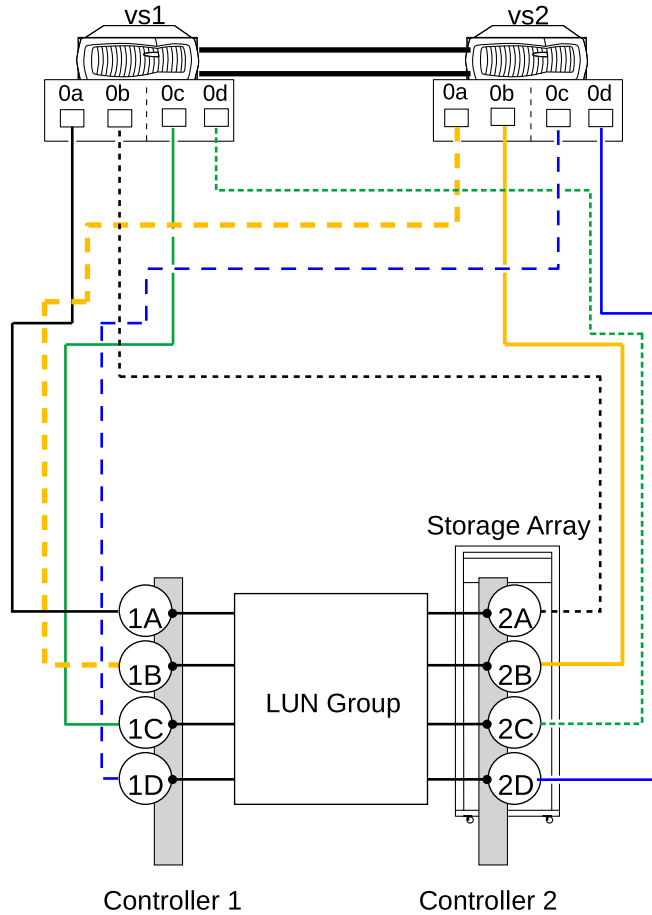 vs1 vs2
0a 0b 0c 0d 0a 0b 0c 0d
Storage Array
1A 2A
1B 2B
LUN Group
1C 2C
1D 2D
Controller 1 Controller 2